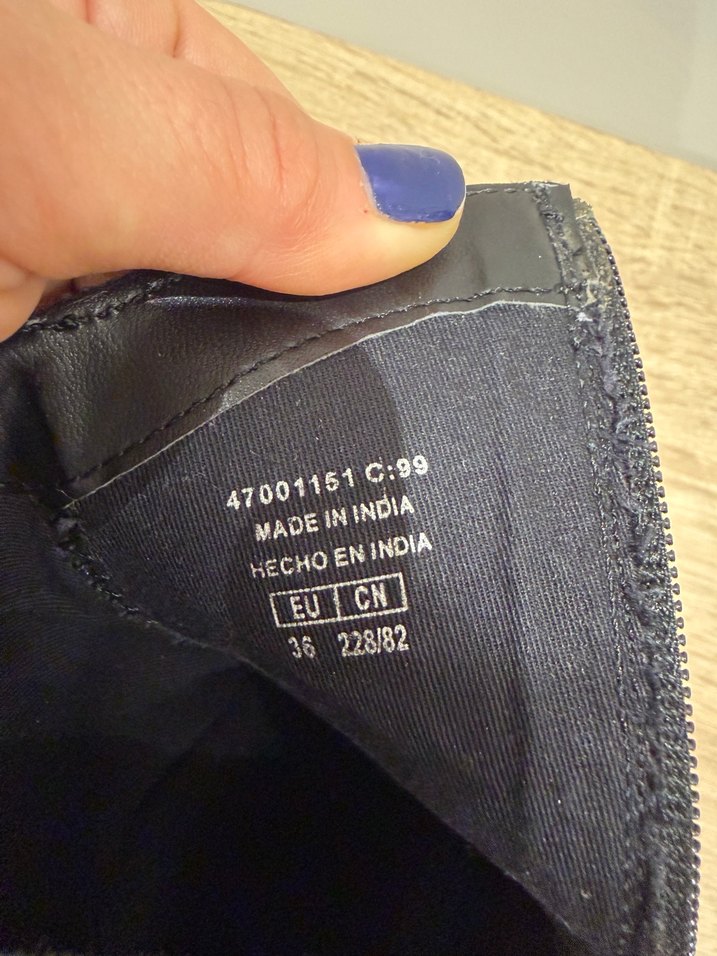 47001151 C:99
MADE IN INDIA
HECHO EN INDIA
EU CN
36 228/82